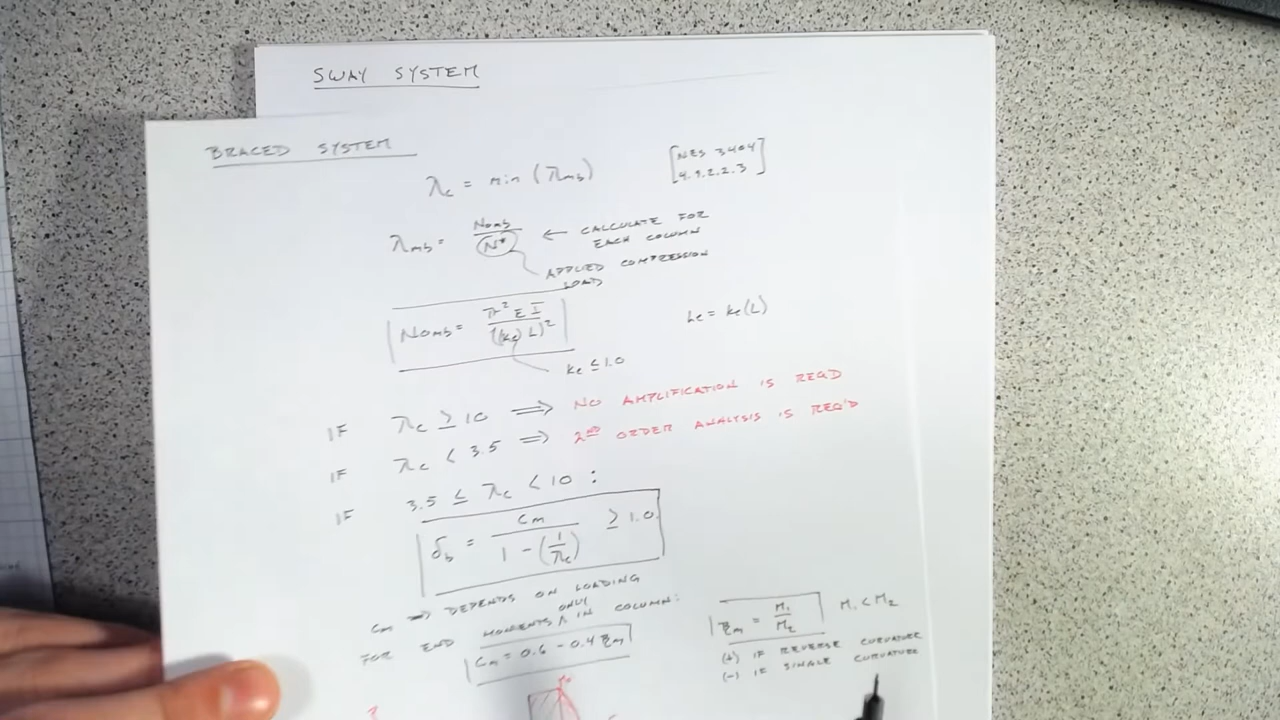 SWAY SYSTEM
BRACED SYSTEM
λc = min (λmb)
[NZS 3404
4.9.2.2.3]
λmb = Nomb / N* ← CALCULATE FOR
EACH COLUMN
APPLIED COMPRESSION
LOAD
Nomb = π² E I / ((ke) L)²
Le = ke(L)
ke ≤ 1.0
IF λc ≥ 10 ⟹ NO AMPLIFICATION IS REQD
IF λc < 3.5 ⟹ 2ND ORDER ANALYSIS IS REQ'D
IF 3.5 ≤ λc < 10 :
δb = cm / (1 - (1/λc)) ≥ 1.0
cm ⟹ DEPENDS ON LOADING
FOR END MOMENTS ONLY IN COLUMN:
cm = 0.6 - 0.4 βm
βm = M1 / M2
M1 < M2
(+) IF REVERSE CURVATURE
(-) IF SINGLE CURVATURE